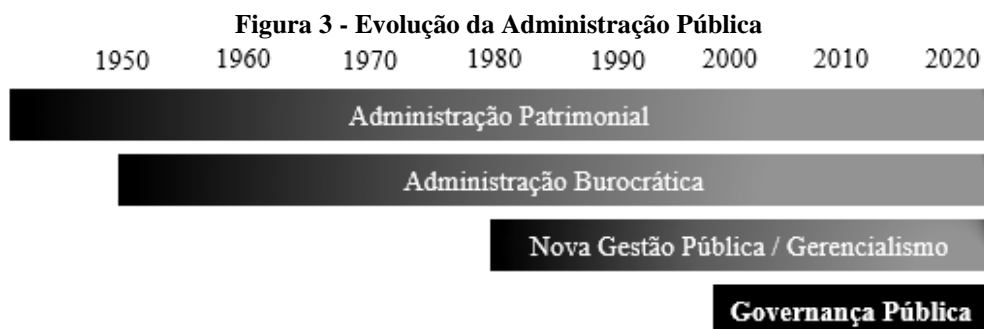 Figura 3 - Evolução da Administração Pública
1950 1960 1970 1980 1990 2000 2010 2020
Administração Patrimonial
Administração Burocrática
Nova Gestão Pública / Gerencialismo
Governança Pública